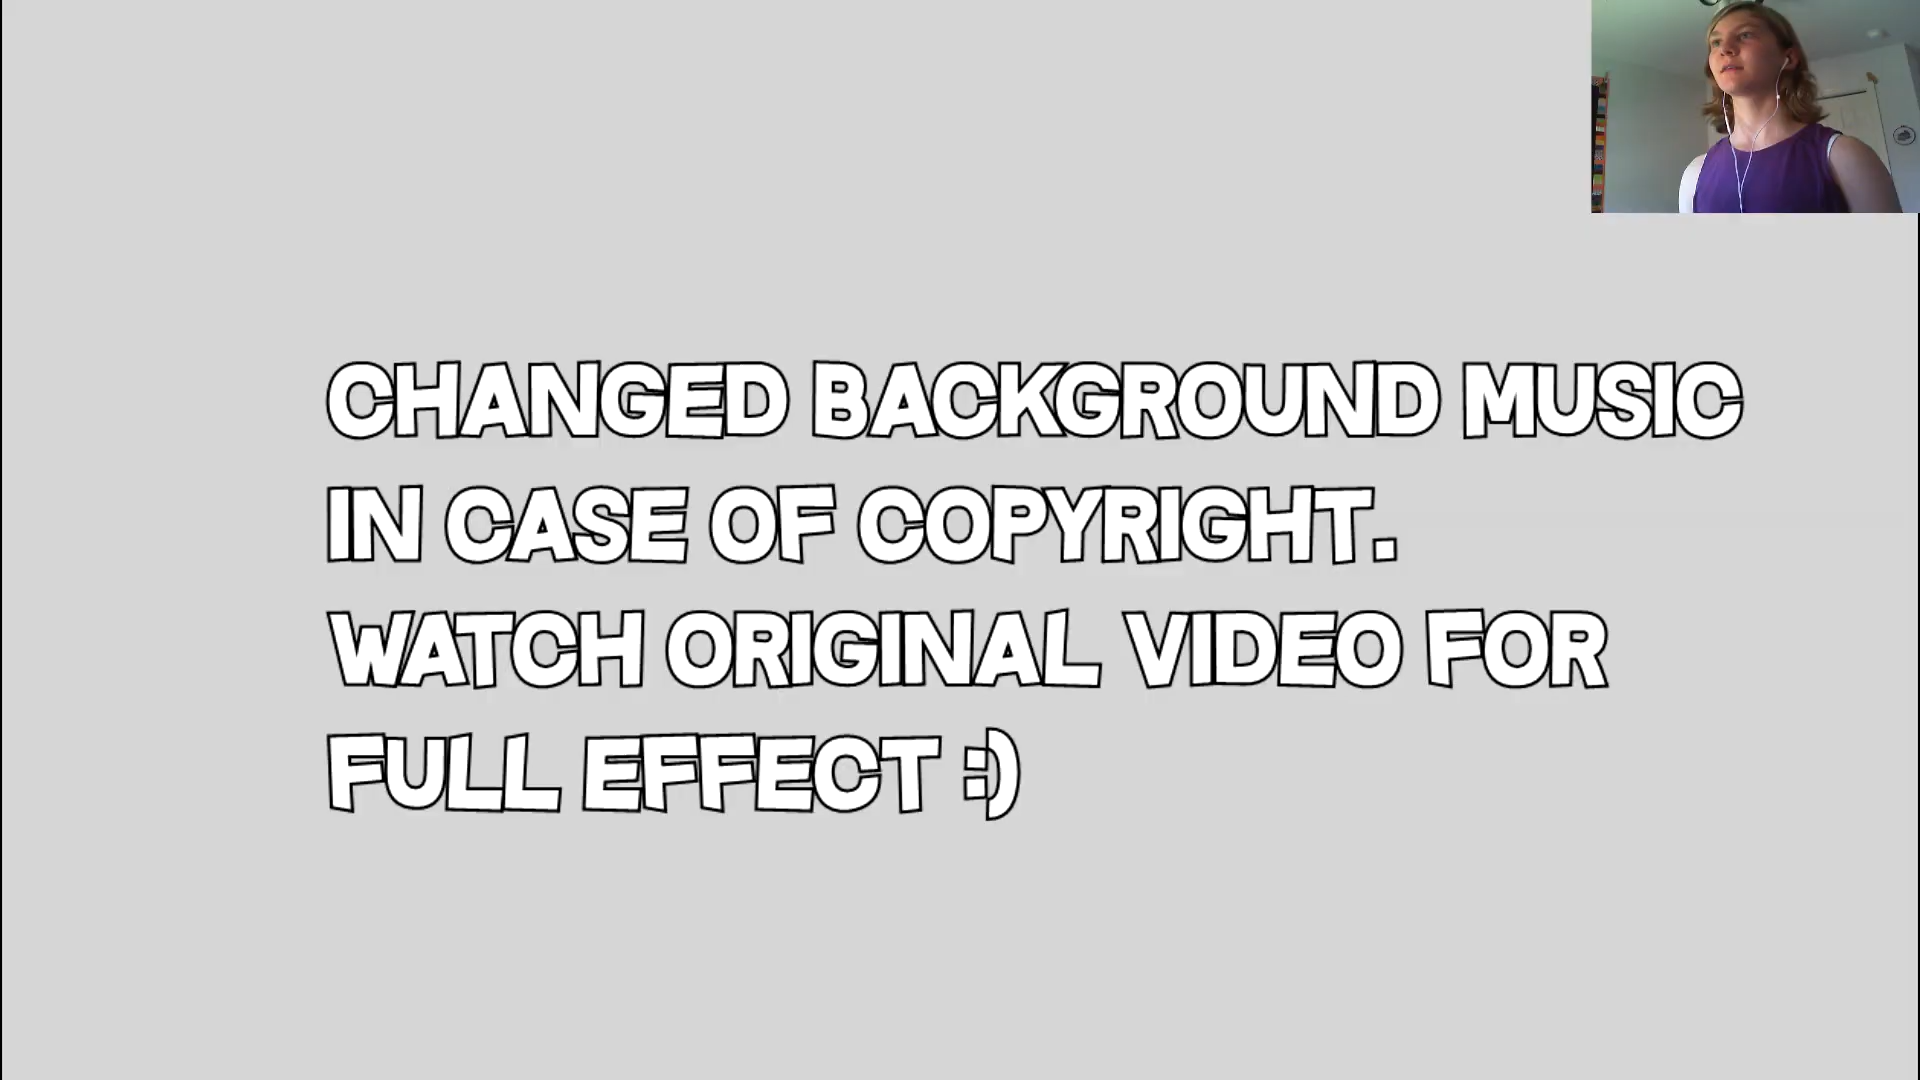 CHANGED BACKGROUND MUSIC
IN CASE OF COPYRIGHT.
WATCH ORIGINAL VIDEO FOR
FULL EFFECT :)